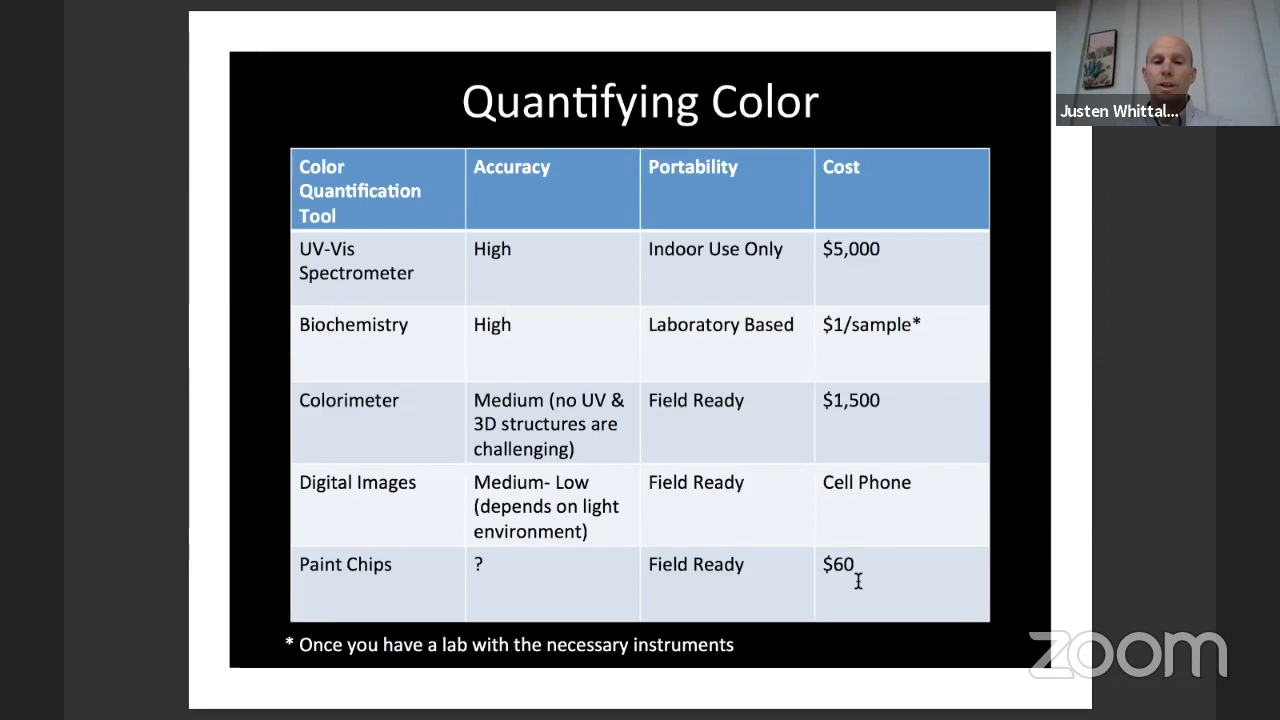 Quantifying Color
Color
Quantification
Tool
Accuracy
Portability
Cost
UV-Vis
Spectrometer
High
Indoor Use Only
$5,000
Biochemistry
High
Laboratory Based
$1/sample*
Colorimeter
Medium (no UV &
3D structures are
challenging)
Field Ready
$1,500
Digital Images
Medium- Low
(depends on light
environment)
Field Ready
Cell Phone
Paint Chips
?
Field Ready
$60
* Once you have a lab with the necessary instruments
Justen Whittal...
zoom